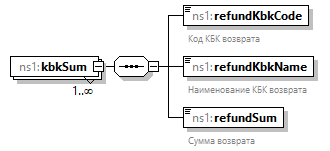 ns1:refundKbkCode
Код КБК возврата
ns1:kbkSum
1..∞
ns1:refundKbkName
Наименование КБК возврата
ns1:refundSum
Сумма возврата